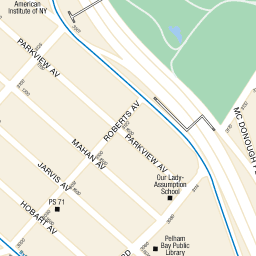 American
Institute of NY
PARKVIEW AV
ROBERTS AV
MC DONOUGH PL
PARKVIEW AV
MAHAN AV
JARVIS AV
HOBART AV
PS 71
Our Lady-
Assumption
School
Pelham
Bay Public
Library